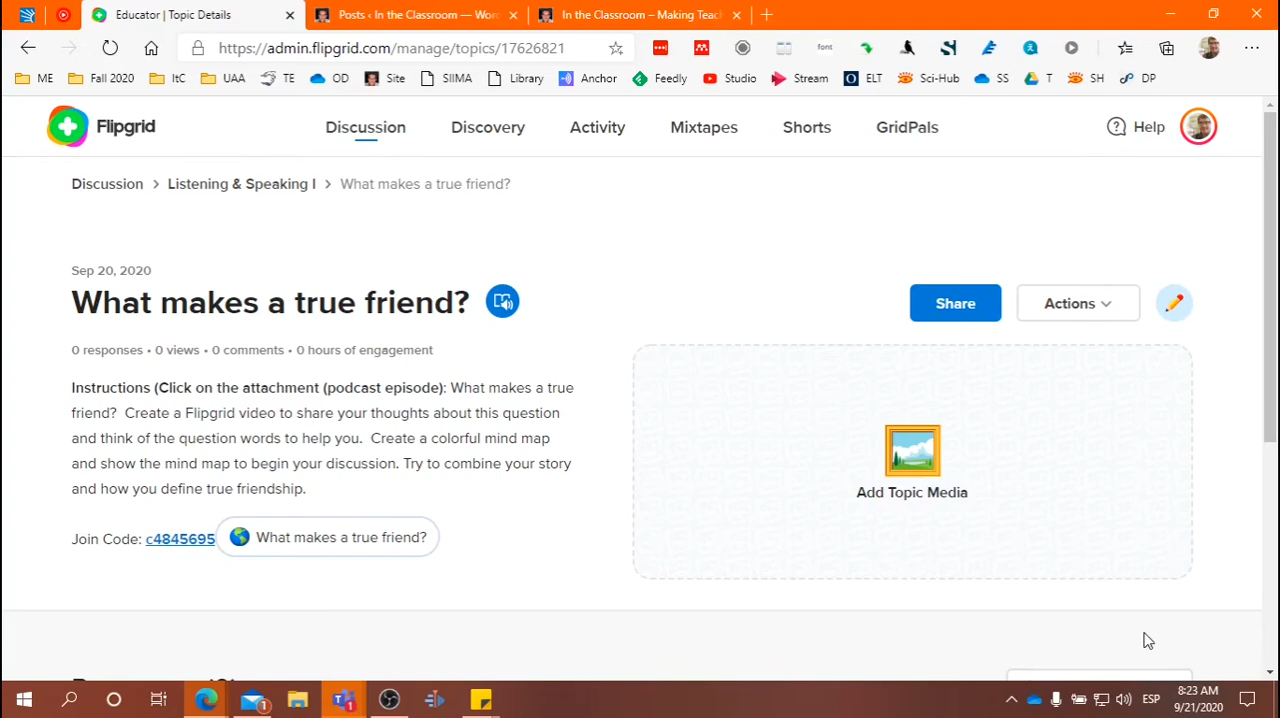 Educator | Topic Details
Posts ‹ In the Classroom — Wor
In the Classroom – Making Teac
https://admin.flipgrid.com/manage/topics/17626821
font
ME
Fall 2020
ItC
UAA
TE
OD
Site
SIIMA
Library
Anchor
Feedly
Studio
Stream
ELT
Sci-Hub
SS
T
SH
DP
Flipgrid
Discussion
Discovery
Activity
Mixtapes
Shorts
GridPals
Help
Discussion > Listening & Speaking I > What makes a true friend?
Sep 20, 2020
What makes a true friend?
Share
Actions
0 responses • 0 views • 0 comments • 0 hours of engagement
Instructions (Click on the attachment (podcast episode): What makes a true
friend? Create a Flipgrid video to share your thoughts about this question
and think of the question words to help you. Create a colorful mind map
and show the mind map to begin your discussion. Try to combine your story
and how you define true friendship.
Add Topic Media
Join Code: c4845695
What makes a true friend?
1
1
ESP
8:23 AM
9/21/2020